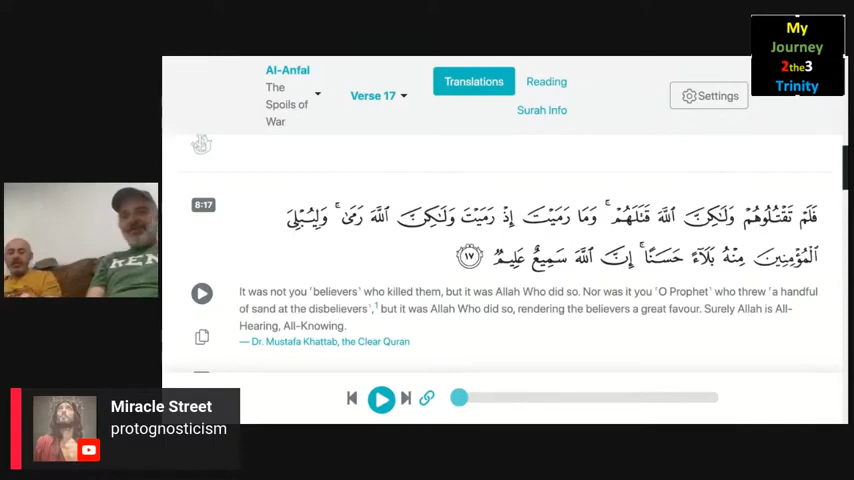 My
Journey
2the3
Trinity
Al-Anfal
The
Spoils of
War
Verse 17
Translations
Reading
Surah Info
Settings
8:17
فَلَمْ تَقْتُلُوهُمْ وَلَـٰكِنَّ ٱللَّهَ قَتَلَهُمْ ۚ وَمَا رَمَيْتَ إِذْ رَمَيْتَ وَلَـٰكِنَّ ٱللَّهَ رَمَىٰ ۚ وَلِيُبْلِىَ
ٱلْمُؤْمِنِينَ مِنْهُ بَلَآءً حَسَنًا ۚ إِنَّ ٱللَّهَ سَمِيعٌ عَلِيمٌ ١٧
It was not you ˹believers˺ who killed them, but it was Allah Who did so. Nor was it you ˹O Prophet˺ who threw ˹a handful
of sand at the disbelievers˺,1 but it was Allah Who did so, rendering the believers a great favour. Surely Allah is All-
Hearing, All-Knowing.
— Dr. Mustafa Khattab, the Clear Quran
Miracle Street
protognosticism